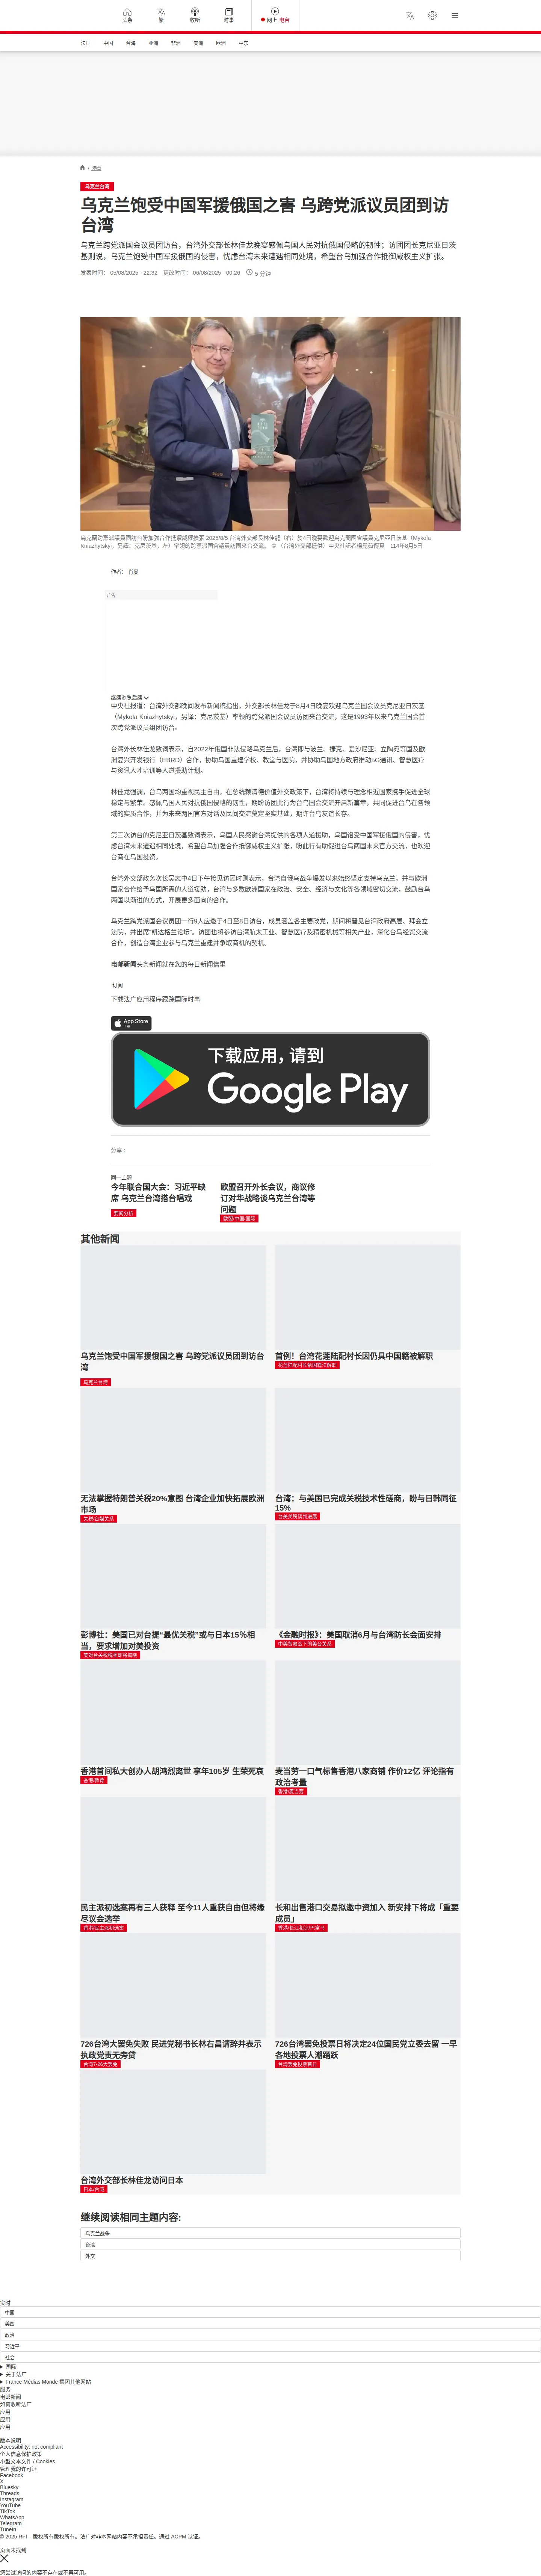 头条
繁
收听
时事
网上 电台
法国 中国 台海 亚洲 非洲 美洲 欧洲 中东
/ 港台
乌克兰台湾
乌克兰饱受中国军援俄国之害 乌跨党派议员团到访
台湾
乌克兰跨党派国会议员团访台，台湾外交部长林佳龙晚宴感佩乌国人民对抗俄国侵略的韧性；访团团长克尼亚日茨
基则说，乌克兰饱受中国军援俄国的侵害，忧虑台湾未来遭遇相同处境，希望台乌加强合作抵御威权主义扩张。
发表时间： 05/08/2025 - 22:32 更改时间： 06/08/2025 - 00:26 5 分钟
烏克蘭跨黨派議員團訪台盼加強合作抵禦威權擴張 2025/8/5 台湾外交部長林佳龍（右）於4日晚宴歡迎烏克蘭國會議員克尼亞日茨基（Mykola
Kniazhytskyi，另譯：克尼茨基，左）率領的跨黨派國會議員訪團來台交流。 © （台湾外交部提供）中央社記者楊堯茹傳真 114年8月5日
作者： 肖曼
广告
继续浏览后续
中央社报道：台湾外交部晚间发布新闻稿指出，外交部长林佳龙于8月4日晚宴欢迎乌克兰国会议员克尼亚日茨基
（Mykola Kniazhytskyi，另译：克尼茨基）率领的跨党派国会议员访团来台交流，这是1993年以来乌克兰国会首
次跨党派议员组团访台。
台湾外长林佳龙致词表示，自2022年俄国非法侵略乌克兰后，台湾即与波兰、捷克、爱沙尼亚、立陶宛等国及欧
洲复兴开发银行（EBRD）合作，协助乌国重建学校、教堂与医院，并协助乌国地方政府推动5G通讯、智慧医疗
与资讯人才培训等人道援助计划。
林佳龙强调，台乌两国均重视民主自由，在总统赖清德价值外交政策下，台湾将持续与理念相近国家携手促进全球
稳定与繁荣。感佩乌国人民对抗俄国侵略的韧性，期盼访团此行为台乌国会交流开启新篇章，共同促进台乌在各领
域的实质合作，并为未来两国官方对话及民间交流奠定坚实基础，期许台乌友谊长存。
第三次访台的克尼亚日茨基致词表示，乌国人民感谢台湾提供的各项人道援助，乌国饱受中国军援俄国的侵害，忧
虑台湾未来遭遇相同处境，希望台乌加强合作抵御威权主义扩张，盼此行有助促进台乌两国未来官方交流，也欢迎
台商在乌国投资。
台湾外交部政务次长吴志中4日下午接见访团时则表示，台湾自俄乌战争爆发以来始终坚定支持乌克兰，并与欧洲
国家合作给予乌国所需的人道援助，台湾与多数欧洲国家在政治、安全、经济与文化等各领域密切交流，鼓励台乌
两国以渐进的方式，开展更多面向的合作。
乌克兰跨党派国会议员团一行9人应邀于4日至8日访台，成员涵盖各主要政党，期间将晋见台湾政府高层、拜会立
法院，并出席“凯达格兰论坛”。访团也将参访台湾航太工业、智慧医疗及精密机械等相关产业，深化台乌经贸交流
合作，创造台湾企业参与乌克兰重建并争取商机的契机。
电邮新闻头条新闻就在您的每日新闻信里
订阅
下载法广应用程序跟踪国际时事
App Store
下载
下载应用，请到
Google Play
分享 :
同一主题
今年联合国大会：习近平缺
席 乌克兰台湾搭台唱戏
要闻分析
欧盟召开外长会议，商议修
订对华战略谈乌克兰台湾等
问题
欧盟/中国/国际
其他新闻
乌克兰饱受中国军援俄国之害 乌跨党派议员团到访台
湾
乌克兰台湾
首例！台湾花莲陆配村长因仍具中国籍被解职
花莲陆配村长依国籍法解职
无法掌握特朗普关税20%意图 台湾企业加快拓展欧洲
市场
关税/台媒关系
台湾：与美国已完成关税技术性磋商，盼与日韩同征
15%
台美关税谈判进展
彭博社：美国已对台提“最优关税”或与日本15％相
当，要求增加对美投资
美对台关税税率即将揭晓
《金融时报》：美国取消6月与台湾防长会面安排
中美贸易战下的美台关系
香港首间私大创办人胡鸿烈离世 享年105岁 生荣死哀
香港/教育
麦当劳一口气标售香港八家商铺 作价12亿 评论指有
政治考量
香港/麦当劳
民主派初选案再有三人获释 至今11人重获自由但将缘
尽议会选举
香港/民主派初选案
长和出售港口交易拟邀中资加入 新安排下将成「重要
成员」
香港/长江和记/巴拿马
726台湾大罢免失败 民进党秘书长林右昌请辞并表示
执政党责无旁贷
台湾7·26大罢免
726台湾罢免投票日将决定24位国民党立委去留 一早
各地投票人潮踊跃
台湾罢免投票首日
台湾外交部长林佳龙访问日本
日本/台湾
继续阅读相同主题内容:
乌克兰战争
台湾
外交
实时
中国
美国
政治
习近平
社会
国际
关于法广
France Médias Monde 集团其他网站
服务
电邮新闻
如何收听法广
应用
应用
应用
版本说明
Accessibility: not compliant
个人信息保护政策
小型文本文件 / Cookies
管理我的许可证
Facebook
X
Bluesky
Threads
Instagram
YouTube
TikTok
WhatsApp
Telegram
TuneIn
© 2025 RFI – 版权所有版权所有。法广对非本网站内容不承担责任。通过 ACPM 认证。
页面未找到
您尝试访问的内容不存在或不再可用。